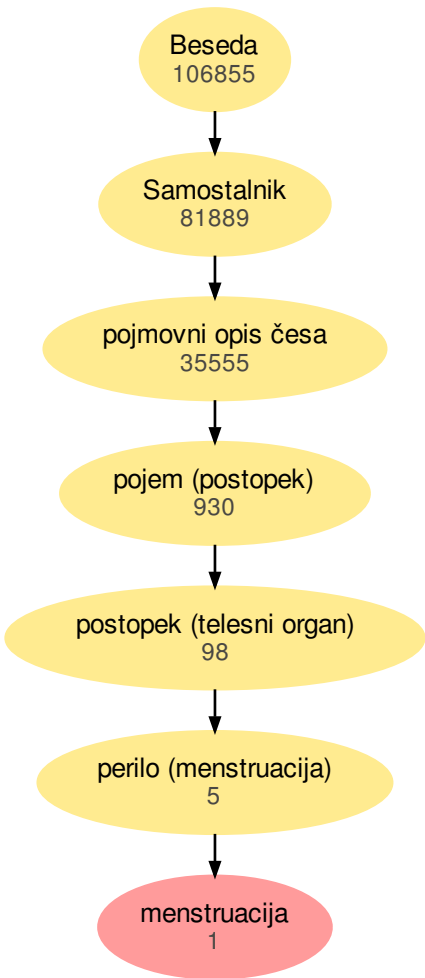 Beseda
106855
Samostalnik
81889
pojmovni opis česa
35555
pojem (postopek)
930
postopek (telesni organ)
98
perilo (menstruacija)
5
menstruacija
1